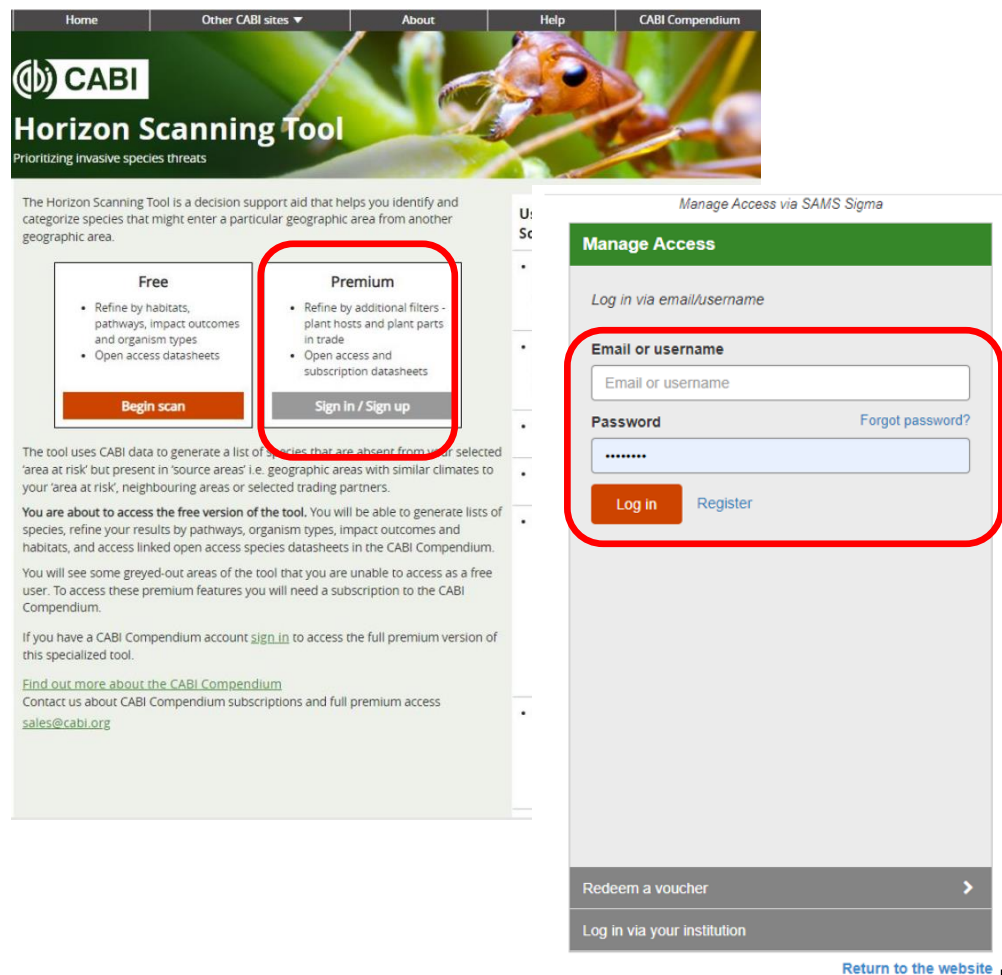 Home Other CABI sites ▼ About Help CABI Compendium
CABI
Horizon Scanning Tool
Prioritizing invasive species threats
The Horizon Scanning Tool is a decision support aid that helps you identify and
categorize species that might enter a particular geographic area from another
geographic area.
Free
• Refine by habitats,
pathways, impact outcomes
and organism types
• Open access datasheets
Begin scan
Premium
• Refine by additional filters -
plant hosts and plant parts
in trade
• Open access and
subscription datasheets
Sign in / Sign up
The tool uses CABI data to generate a list of species that are absent from your selected
'area at risk' but present in 'source areas' i.e. geographic areas with similar climates to
your 'area at risk', neighbouring areas or selected trading partners.
You are about to access the free version of the tool. You will be able to generate lists of
species, refine your results by pathways, organism types, impact outcomes and
habitats, and access linked open access species datasheets in the CABI Compendium.
You will see some greyed-out areas of the tool that you are unable to access as a free
user. To access these premium features you will need a subscription to the CABI
Compendium.
If you have a CABI Compendium account sign in to access the full premium version of
this specialized tool.
Find out more about the CABI Compendium
Contact us about CABI Compendium subscriptions and full premium access
sales@cabi.org
Manage Access via SAMS Sigma
Manage Access
Log in via email/username
Email or username
Email or username
Password Forgot password?
••••••••
Log in Register
Redeem a voucher
Log in via your institution
Return to the website